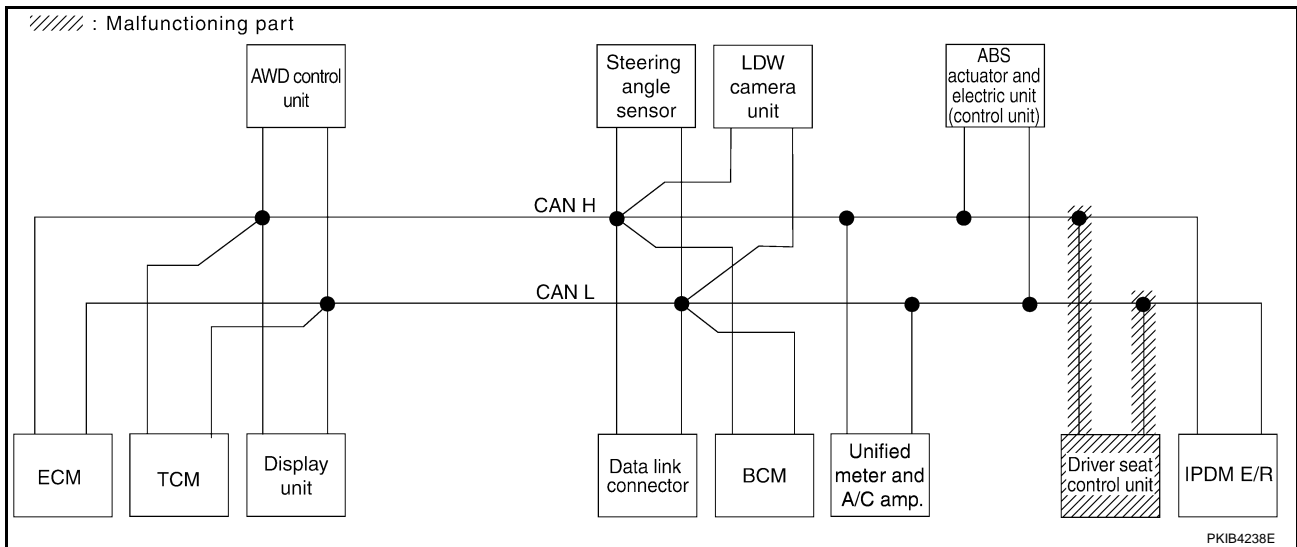 : Malfunctioning part
AWD control
unit
Steering
angle
sensor
LDW
camera
unit
ABS
actuator and
electric unit
(control unit)
CAN H
CAN L
ECM
TCM
Display
unit
Data link
connector
BCM
Unified
meter and
A/C amp.
Driver seat
control unit
IPDM E/R
PKIB4238E